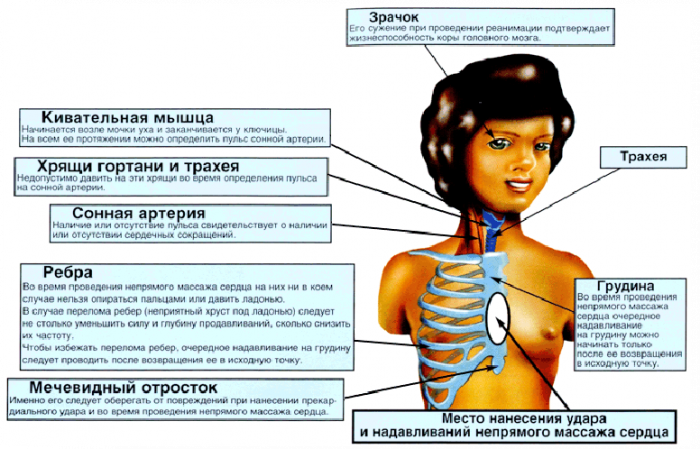 Зрачок
Его сужение при проведении реанимации подтверждает
жизнеспособность коры головного мозга.
Кивательная мышца
Начинается возле мочки уха и заканчивается у ключицы.
На всем ее протяжении можно определить пульс сонной артерии.
Хрящи гортани и трахея
Недопустимо давить на эти хрящи во время определения пульса
на сонной артерии.
Трахея
Сонная артерия
Наличие или отсутствие пульса свидетельствует о наличии
или отсутствии сердечных сокращений.
Ребра
Во время проведения непрямого массажа сердца на них ни в коем
случае нельзя опираться пальцами или давить ладонью.
В случае перелома ребер (неприятный хруст под ладонью) следует
не столько уменьшить силу и глубину продавливаний, сколько снизить
их частоту.
Чтобы избежать перелома ребер, очередное надавливание на грудину
следует проводить после возвращения ее в исходную точку.
Грудина
Во время проведения
непрямого массажа
сердца очередное
надавливание
на грудину можно
начинать только
после ее возвращения
в исходную точку.
Мечевидный отросток
Именно его следует оберегать от повреждений при нанесении прекар-
диального удара и во время проведения непрямого массажа сердца.
Место нанесения удара
и надавливаний непрямого массажа сердца